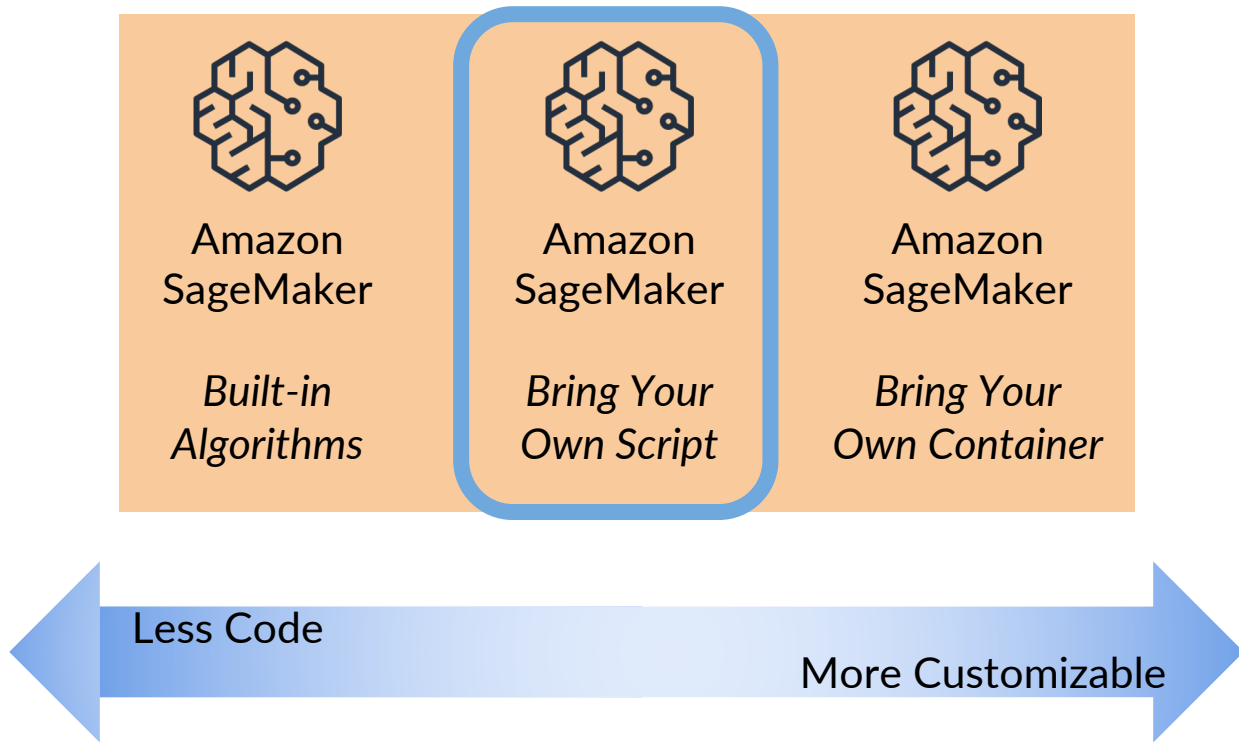 Amazon
SageMaker
Built-in
Algorithms
Amazon
SageMaker
Bring Your
Own Script
Amazon
SageMaker
Bring Your
Own Container
Less Code
More Customizable